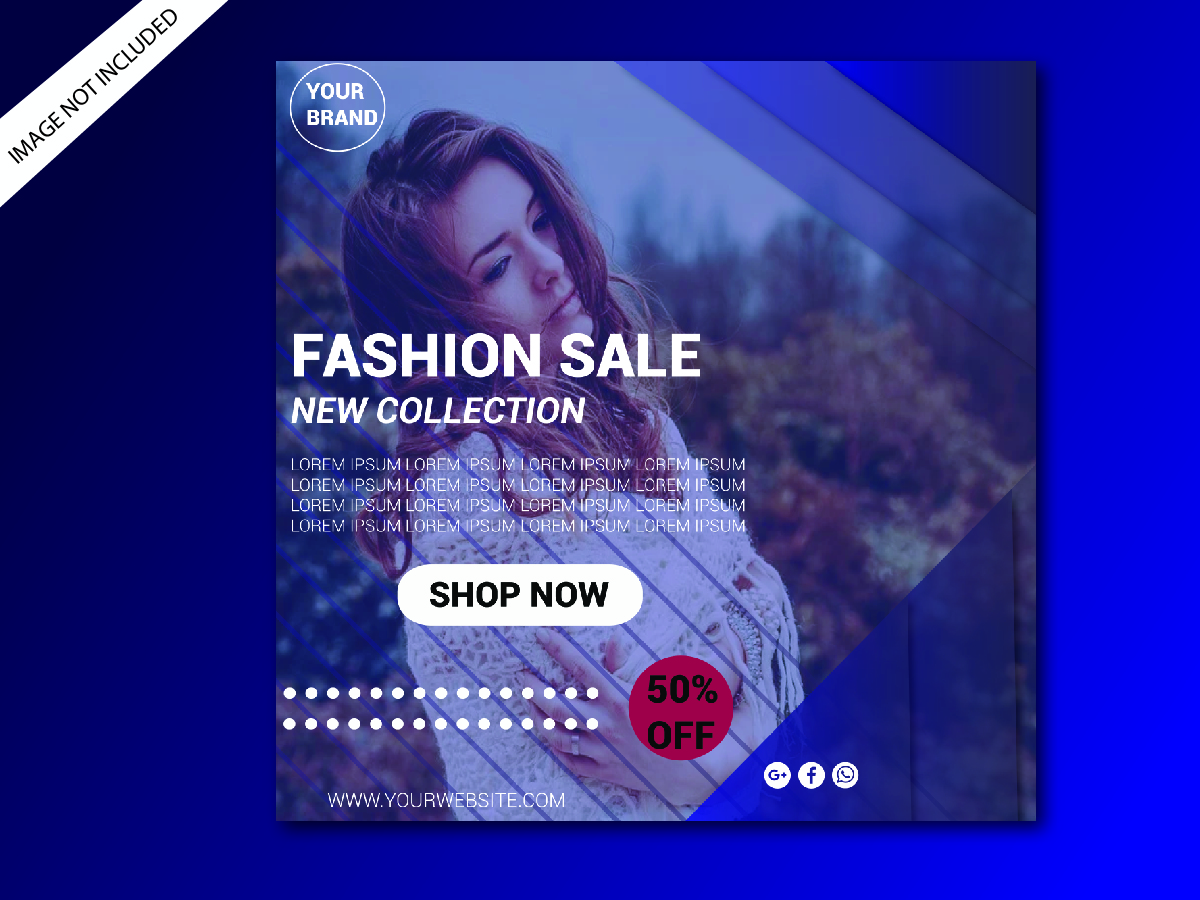 IMAGE NOT INCLUDED
YOUR
BRAND
FASHION SALE
NEW COLLECTION
LOREM IPSUM LOREM IPSUM LOREM IPSUM LOREM IPSUM
LOREM IPSUM LOREM IPSUM LOREM IPSUM LOREM IPSUM
LOREM IPSUM LOREM IPSUM LOREM IPSUM LOREM IPSUM
LOREM IPSUM LOREM IPSUM LOREM IPSUM LOREM IPSUM
SHOP NOW
50%
OFF
G+ f
WWW.YOURWEBSITE.COM